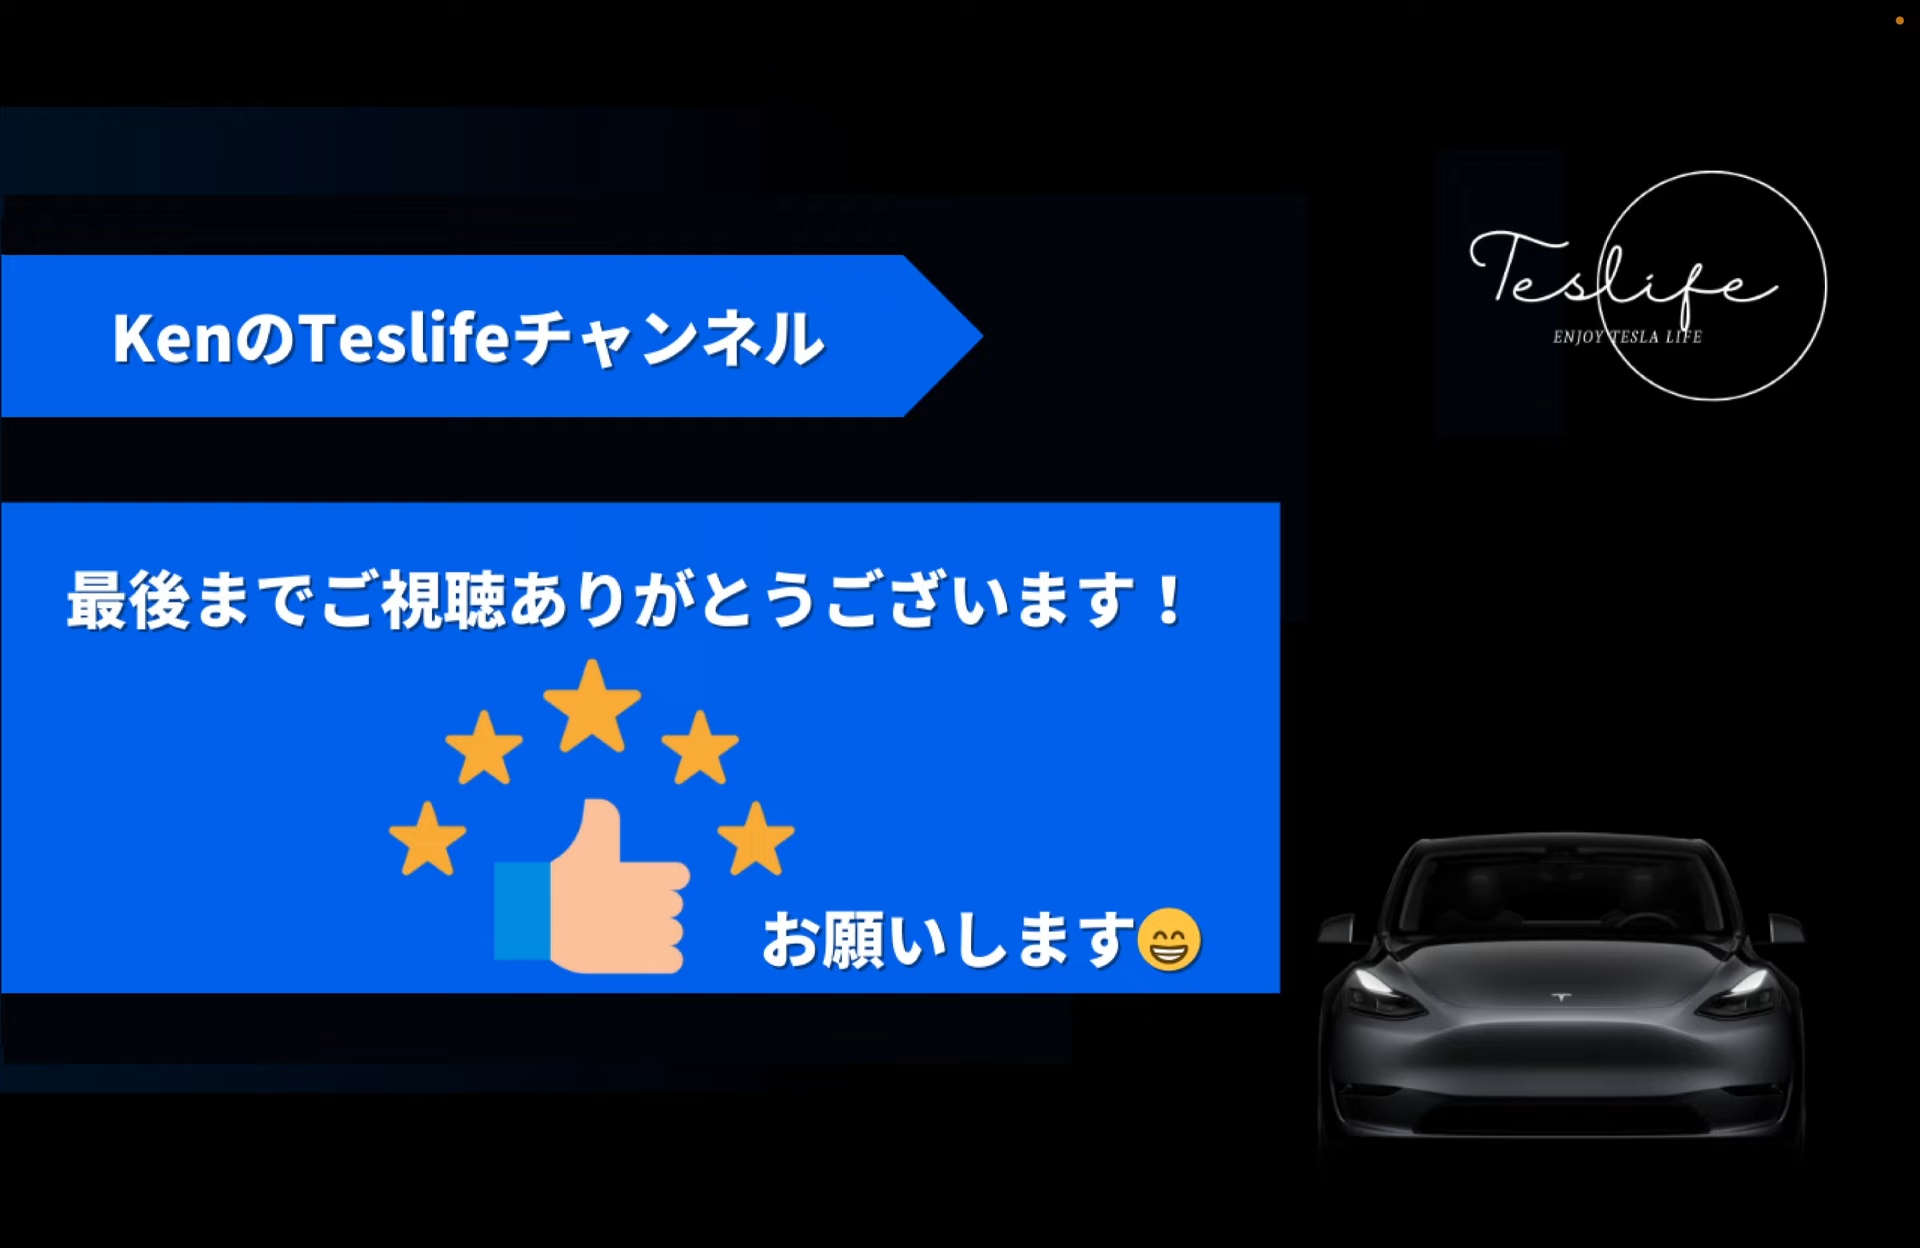 KenのTeslifeチャンネル
Teslife
ENJOY TESLA LIFE
最後までご視聴ありがとうございます！
お願いします😁